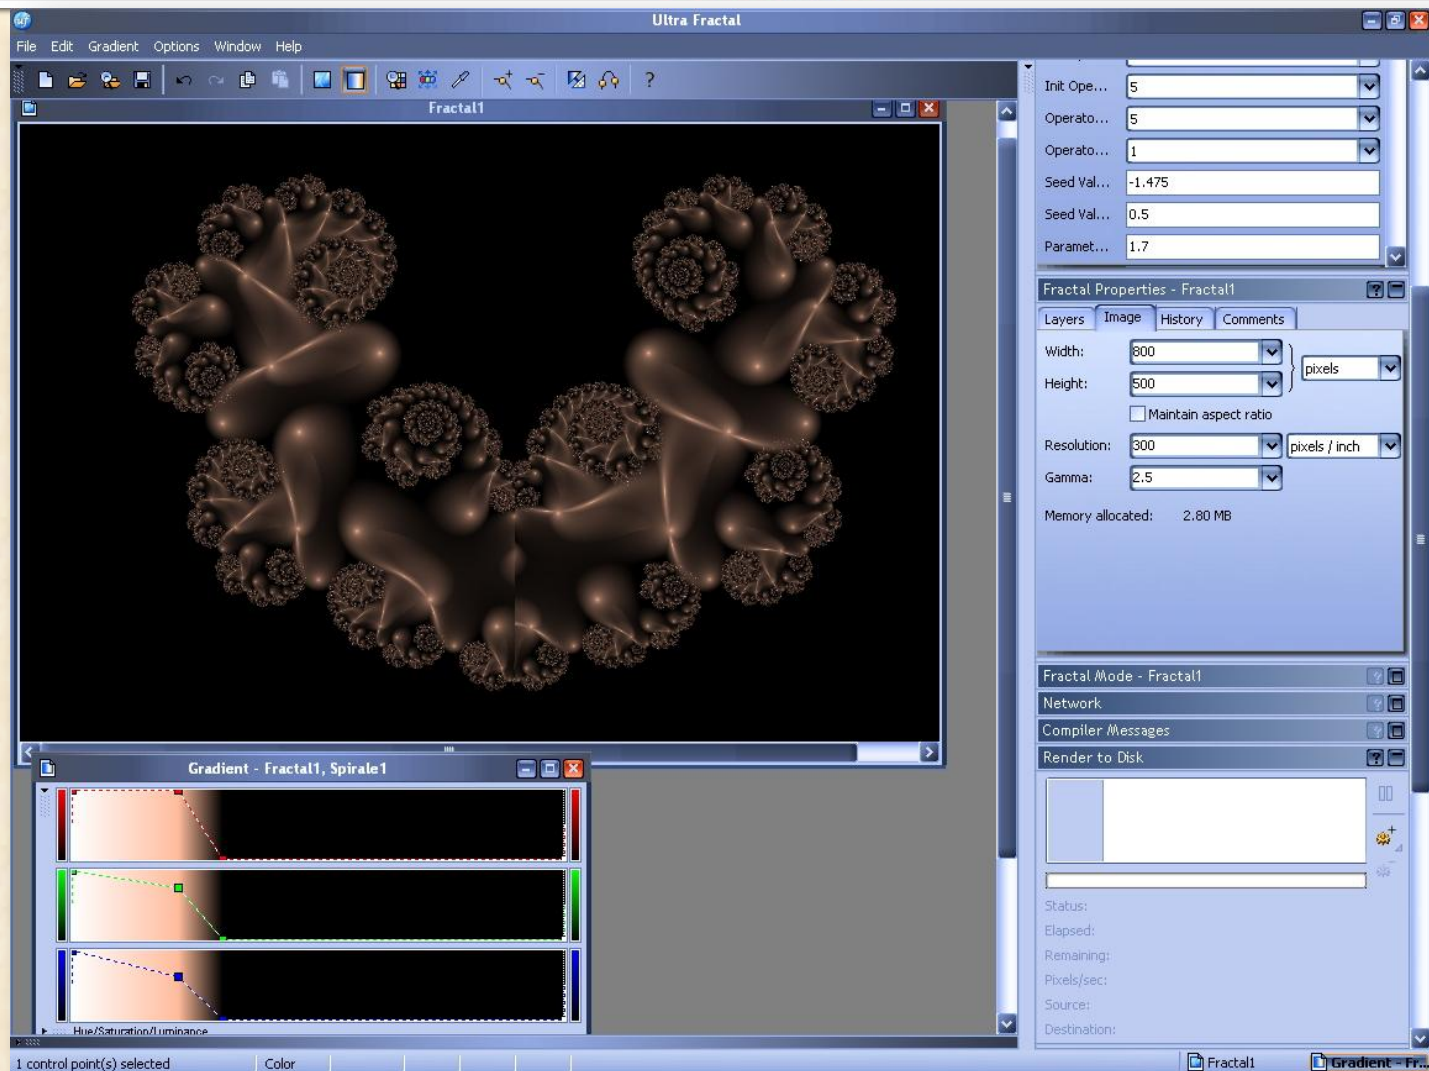 uf
Ultra Fractal
File Edit Gradient Options Window Help
?
Fractal1
Init Ope... 5
Operato... 5
Operato... 1
Seed Val... -1.475
Seed Val... 0.5
Paramet... 1.7
Fractal Properties - Fractal1
Layers Image History Comments
Width: 800
pixels
Height: 500
Maintain aspect ratio
Resolution: 300 pixels / inch
Gamma: 2.5
Memory allocated: 2.80 MB
Fractal Mode - Fractal1
Network
Compiler Messages
Render to Disk
Status:
Elapsed:
Remaining:
Pixels/sec:
Source:
Destination:
Gradient - Fractal1, Spirale1
Hue/Saturation/Luminance
1 control point(s) selected Color Fractal1 Gradient - Fr...